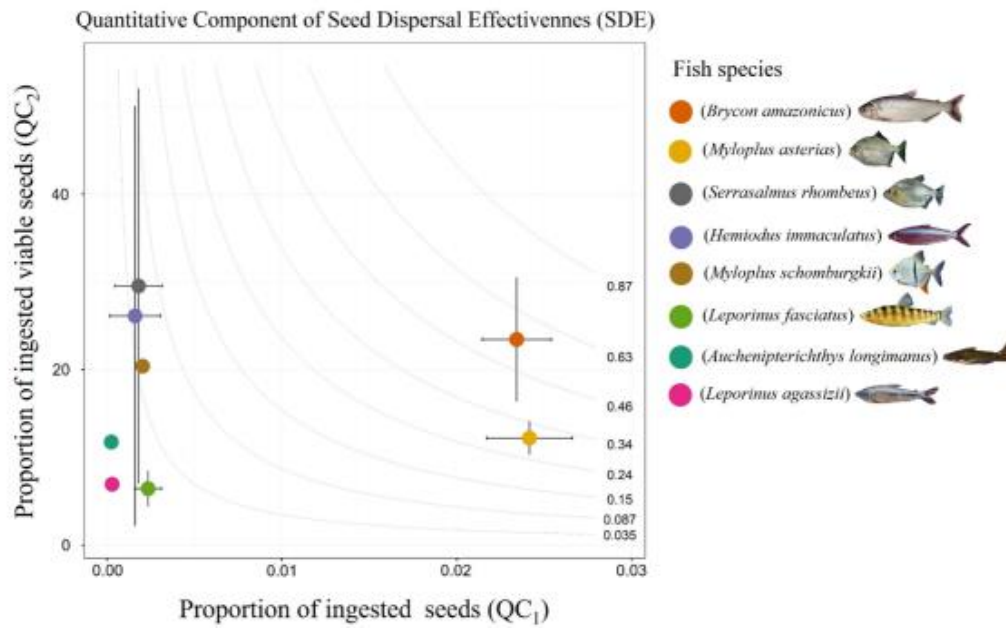 Quantitative Component of Seed Dispersal Effectivennes (SDE)
Proportion of ingested viable seeds (QC₂)
40
20
0
0.87
0.63
0.46
0.34
0.24
0.15
0.087
0.035
0.00
0.01
0.02
0.03
Proportion of ingested seeds (QC₁)
Fish species
(Brycon amazonicus)
(Myloplus asterias)
(Serrasalmus rhombeus)
(Hemiodus immaculatus)
(Myloplus schomburgkii)
(Leporinus fasciatus)
(Auchenipterichthys longimanus)
(Leporinus agassizii)